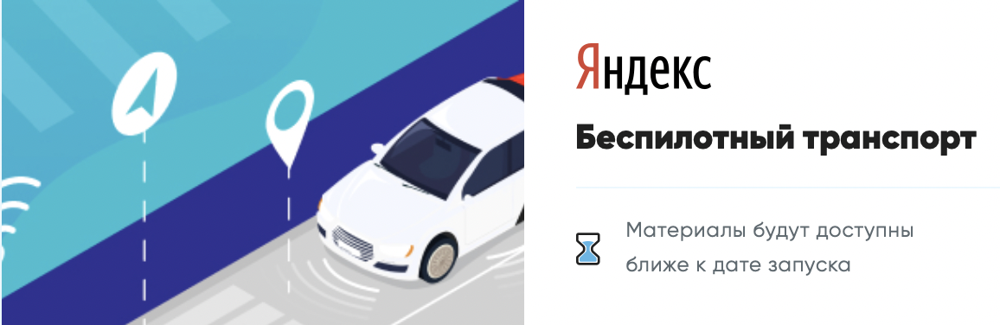 Яндекс
Беспилотный транспорт
Материалы будут доступны
ближе к дате запуска